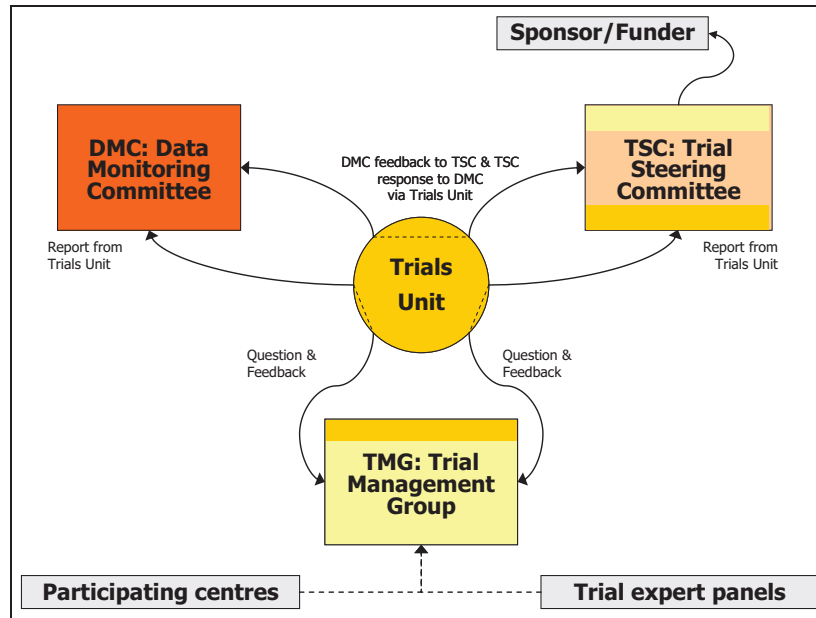 Sponsor/Funder
DMC: Data
Monitoring
Committee
DMC feedback to TSC & TSC
response to DMC
via Trials Unit
TSC: Trial
Steering
Committee
Report from
Trials Unit
Report from
Trials Unit
Trials
Unit
Question &
Feedback
Question &
Feedback
TMG: Trial
Management
Group
Participating centres
Trial expert panels